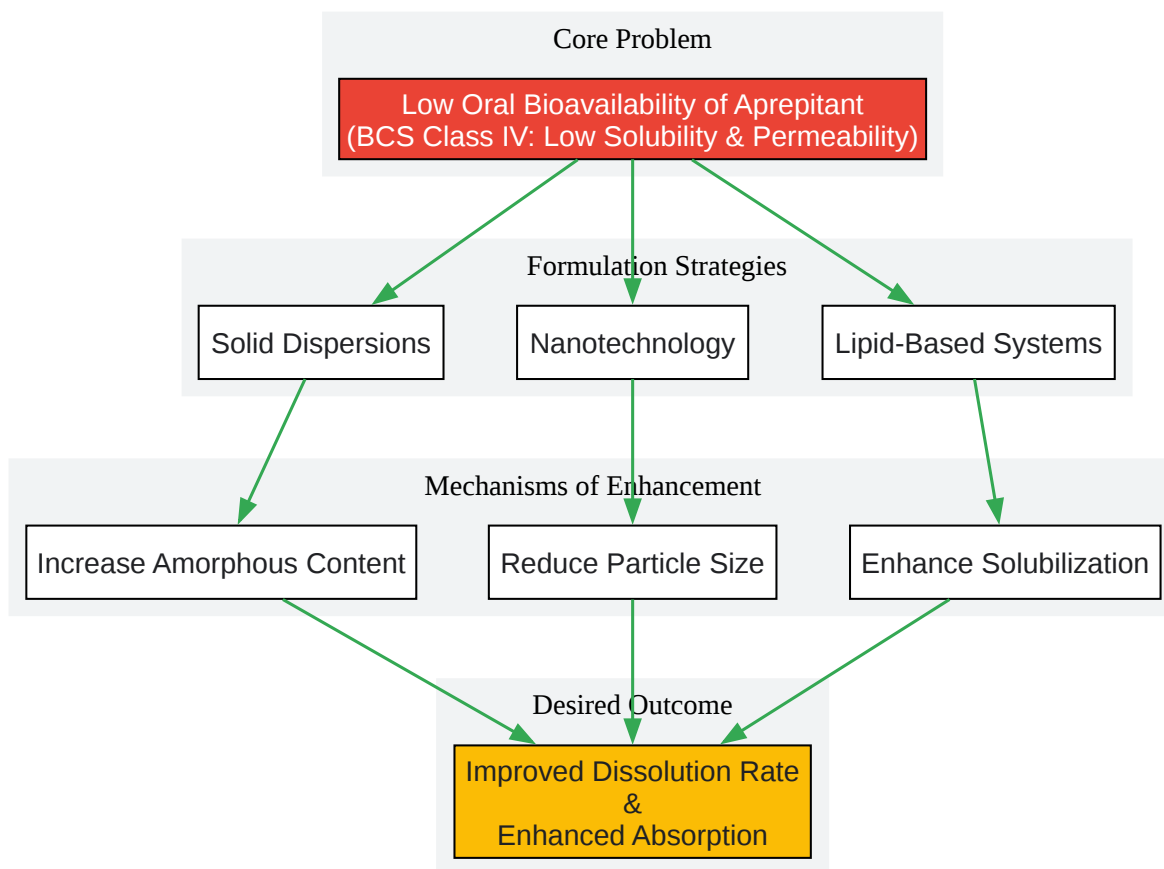 Core Problem
Low Oral Bioavailability of Aprepitant
(BCS Class IV: Low Solubility & Permeability)
Formulation Strategies
Solid Dispersions
Nanotechnology
Lipid-Based Systems
Mechanisms of Enhancement
Increase Amorphous Content
Reduce Particle Size
Enhance Solubilization
Desired Outcome
Improved Dissolution Rate
&
Enhanced Absorption